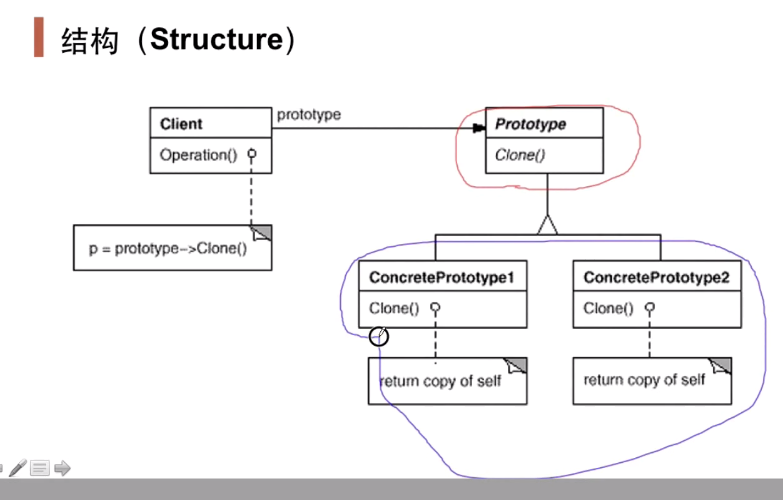 结构（Structure）
prototype
Client
Prototype
Operation()
Clone()
p = prototype->Clone()
ConcretePrototype1
ConcretePrototype2
Clone()
Clone()
return copy of self
return copy of self